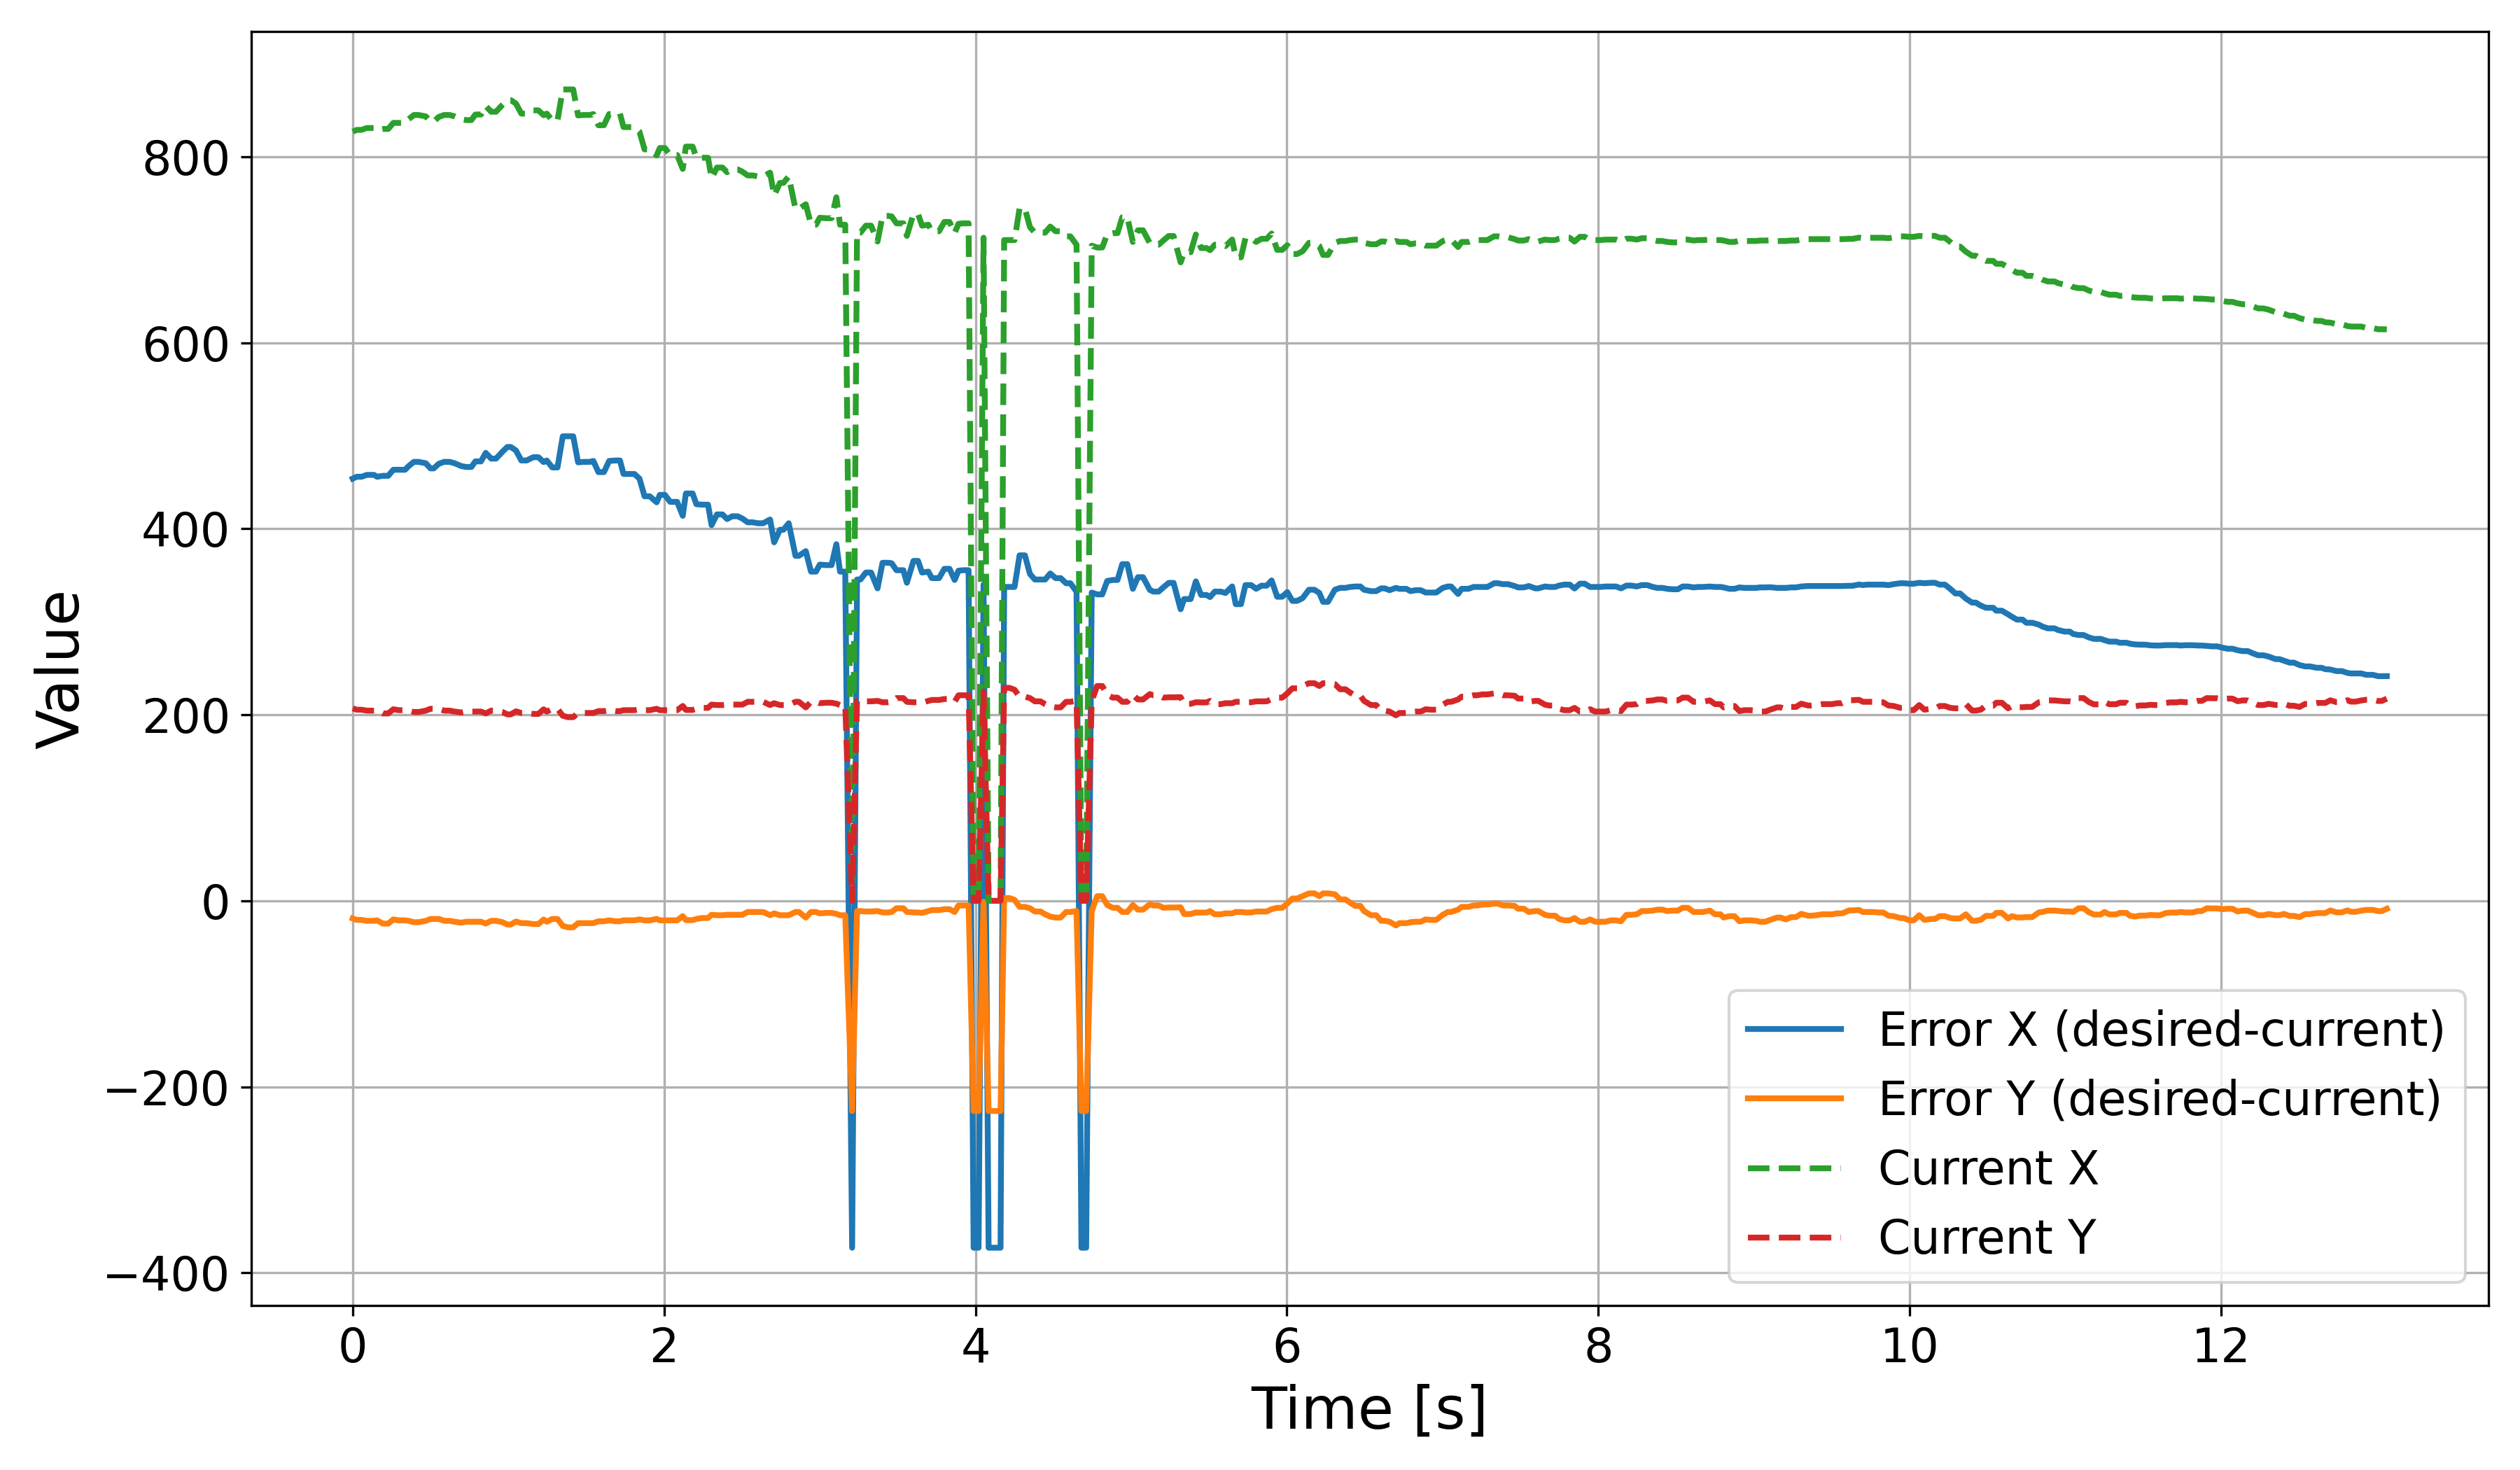 Value
800
600
400
200
0
−200
−400
0 2 4 6 8 10 12
Time [s]
Error X (desired-current)
Error Y (desired-current)
Current X
Current Y